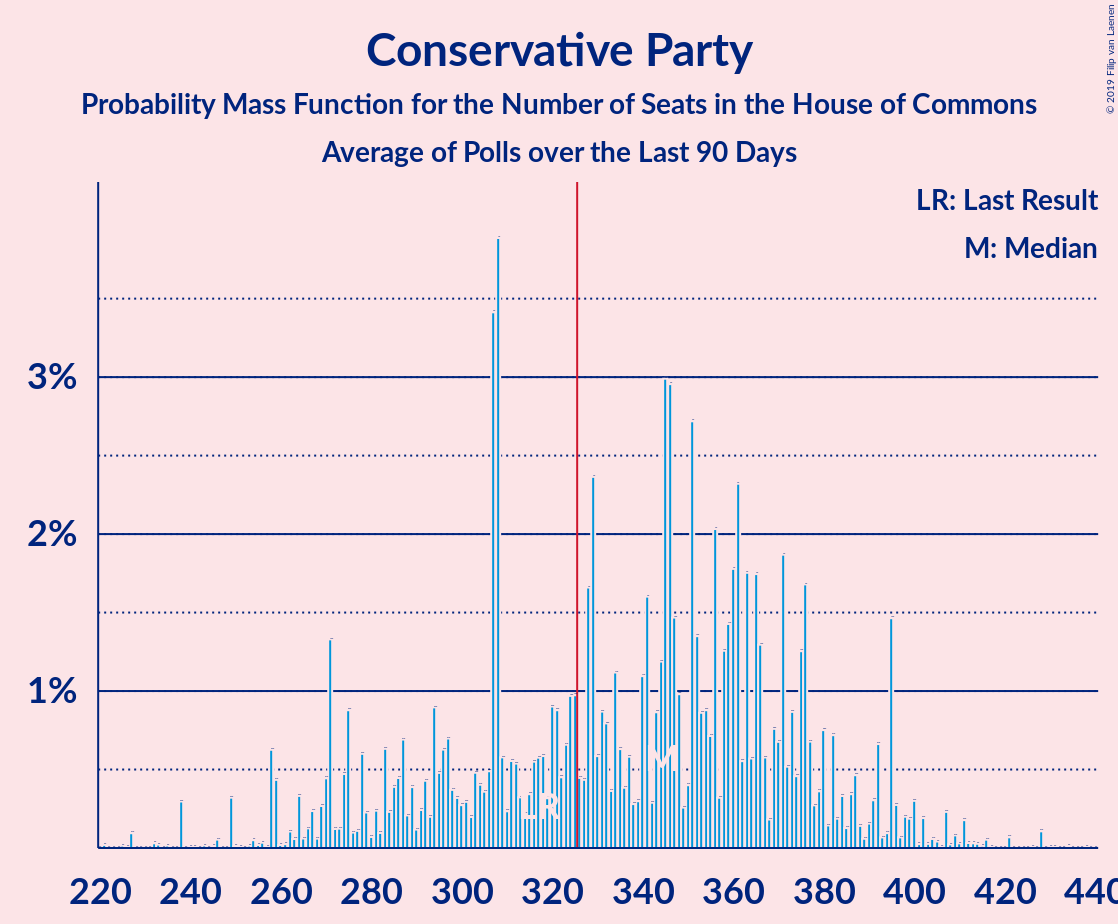 Conservative Party
Probability Mass Function for the Number of Seats in the House of Commons
Average of Polls over the Last 90 Days
© 2019 Filip van Laenen
LR: Last Result
M: Median
3%
2%
1%
M
LR
220 240 260 280 300 320 340 360 380 400 420 440